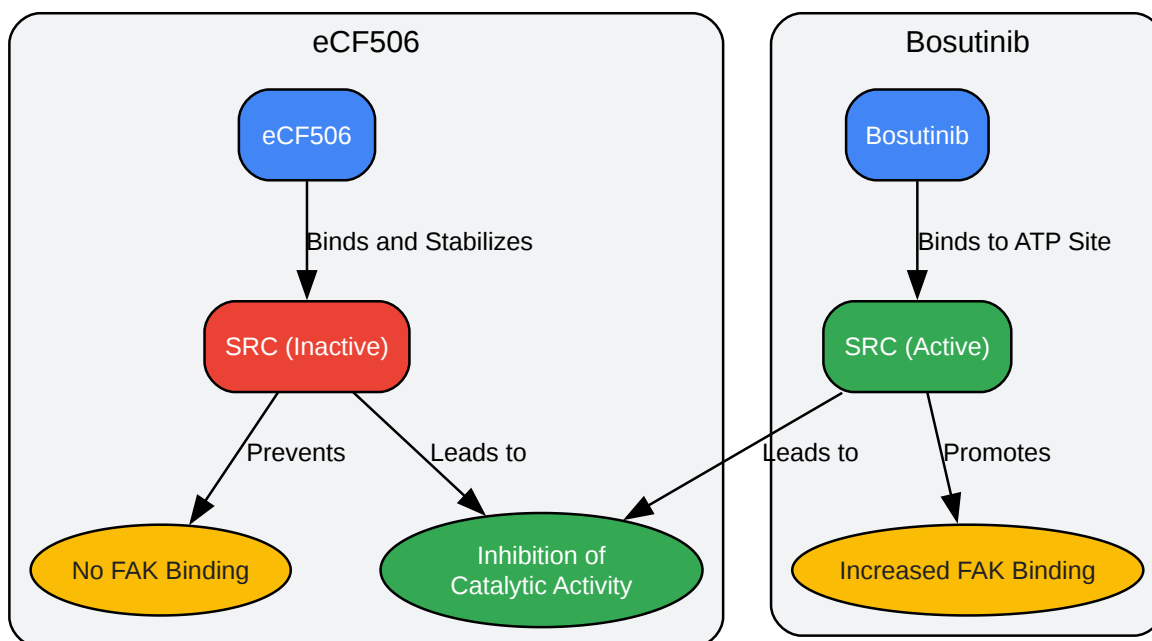 eCF506
Bosutinib
eCF506
Bosutinib
Binds and Stabilizes
Binds to ATP Site
SRC (Inactive)
SRC (Active)
Prevents
Leads to
Leads to
Promotes
No FAK Binding
Inhibition of
Catalytic Activity
Increased FAK Binding